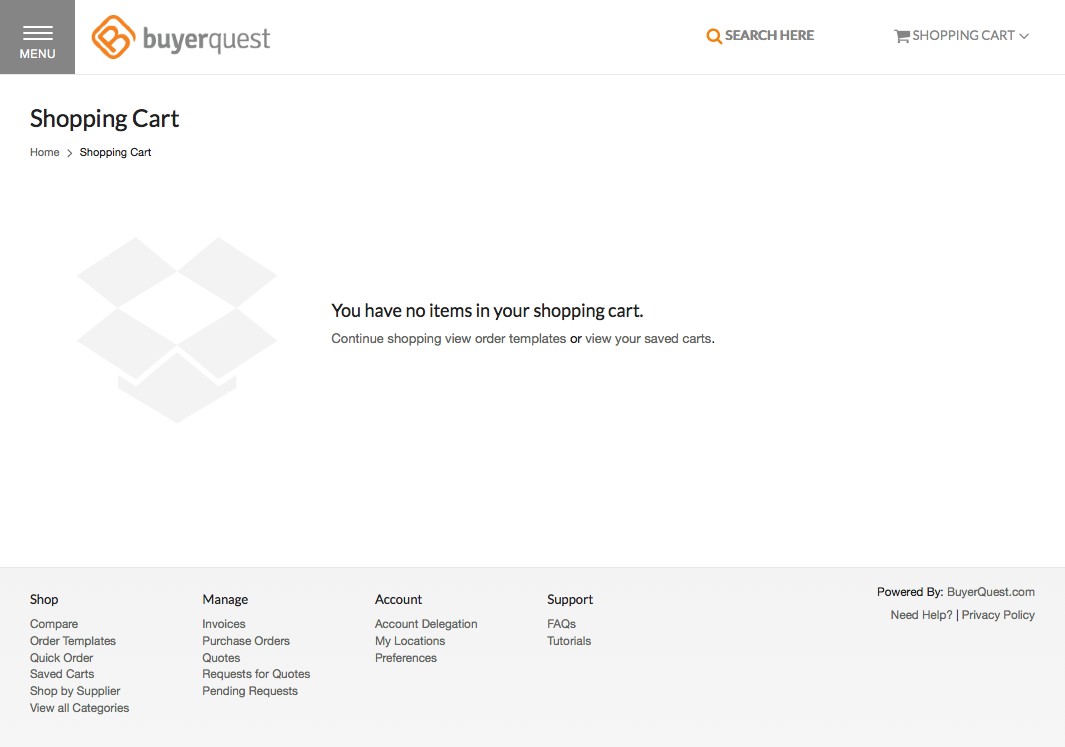 MENU
buyerquest
SEARCH HERE
SHOPPING CART
Shopping Cart
Home > Shopping Cart
You have no items in your shopping cart.
Continue shopping view order templates or view your saved carts.
Shop
Compare
Order Templates
Quick Order
Saved Carts
Shop by Supplier
View all Categories
Manage
Invoices
Purchase Orders
Quotes
Requests for Quotes
Pending Requests
Account
Account Delegation
My Locations
Preferences
Support
FAQs
Tutorials
Powered By: BuyerQuest.com
Need Help? | Privacy Policy